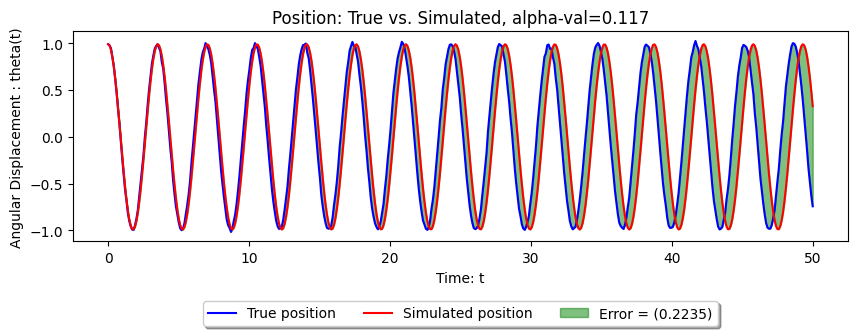 Position: True vs. Simulated, alpha-val=0.117
Angular Displacement : theta(t)
1.0
0.5
0.0
−0.5
−1.0
0 10 20 30 40 50
Time: t
True position Simulated position Error = (0.2235)